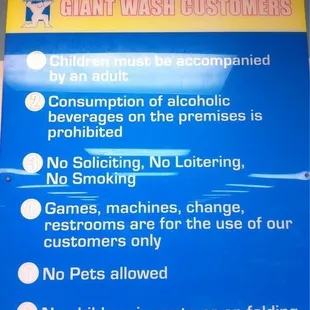 GIANT WASH CUSTOMERS
Children must be accompanied
by an adult
2 Consumption of alcoholic
beverages on the premises is
prohibited
3 No Soliciting, No Loitering,
No Smoking
Games, machines, change,
restrooms are for the use of our
customers only
No Pets allowed